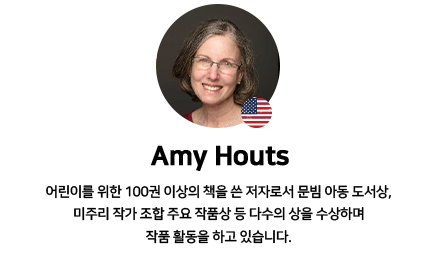 Amy Houts
어린이를 위한 100권 이상의 책을 쓴 저자로서 문빔 아동 도서상,
미주리 작가 조합 주요 작품상 등 다수의 상을 수상하며
작품 활동을 하고 있습니다.